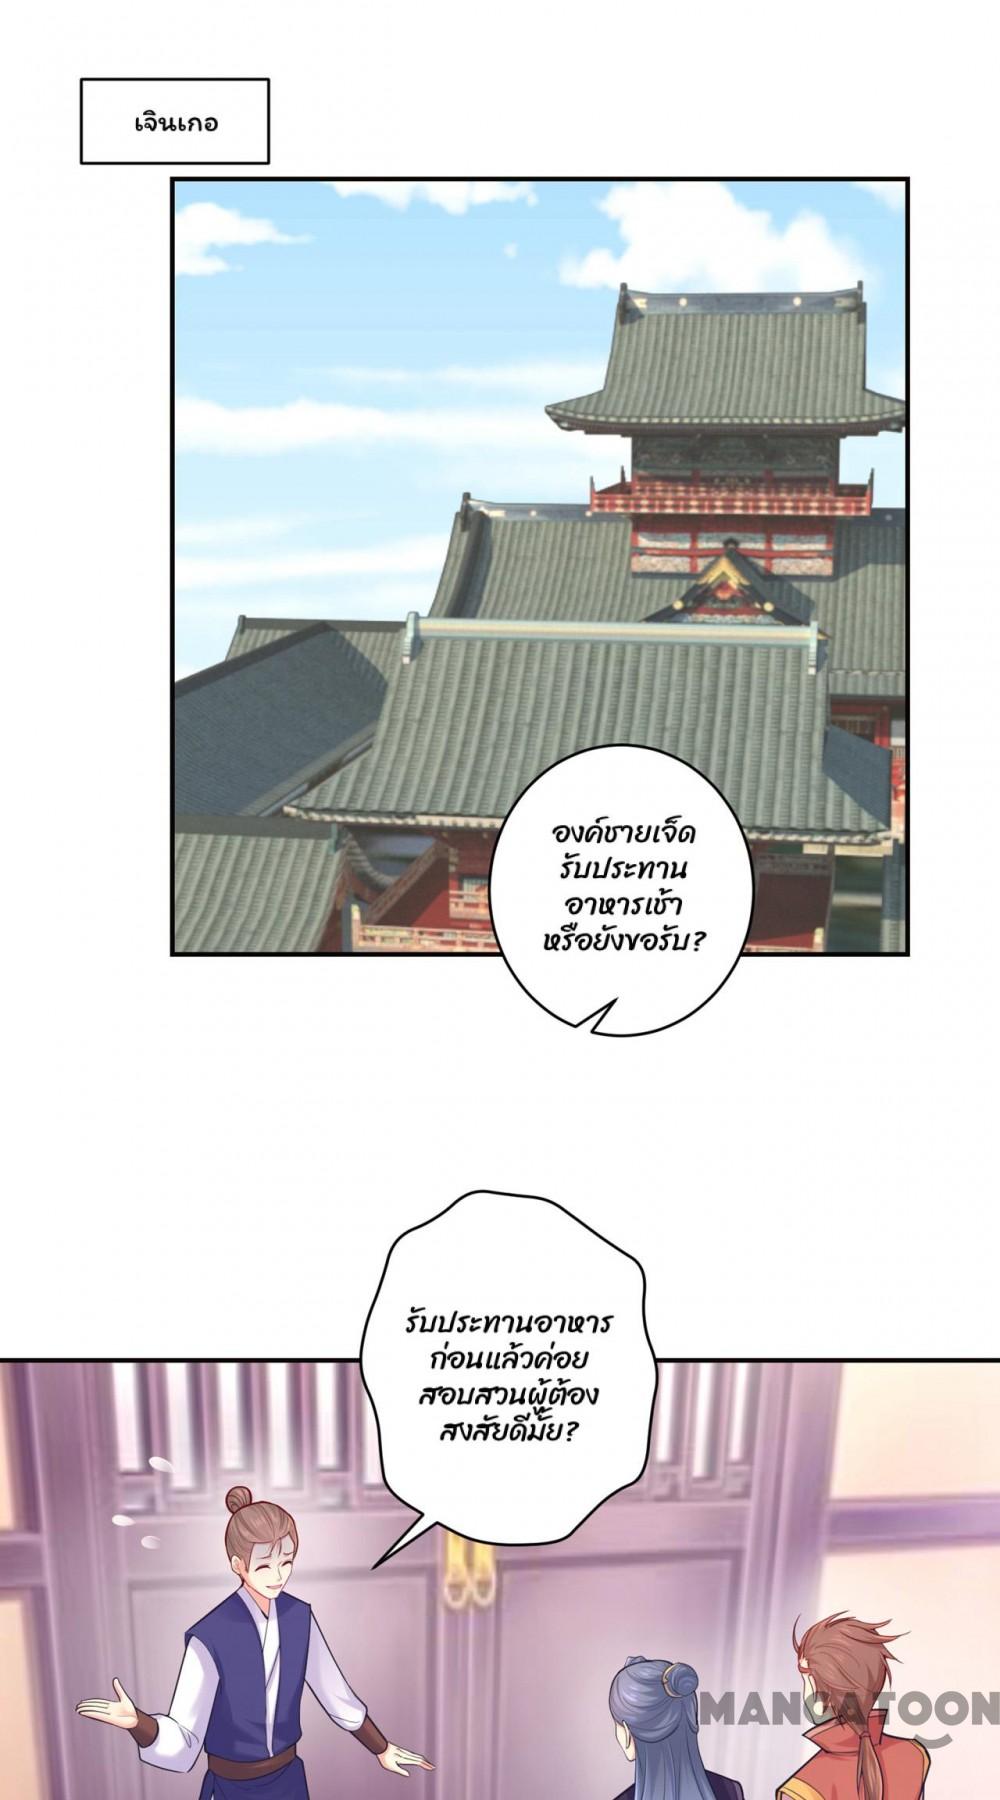 เจินเกอ
องค์ชายเจ็ด
รับประทาน
อาหารเช้า
หรือยังขอรับ?
รับประทานอาหาร
ก่อนแล้วค่อย
สอบสวนผู้ต้อง
สงสัยดีมั้ย?
MANGATOON